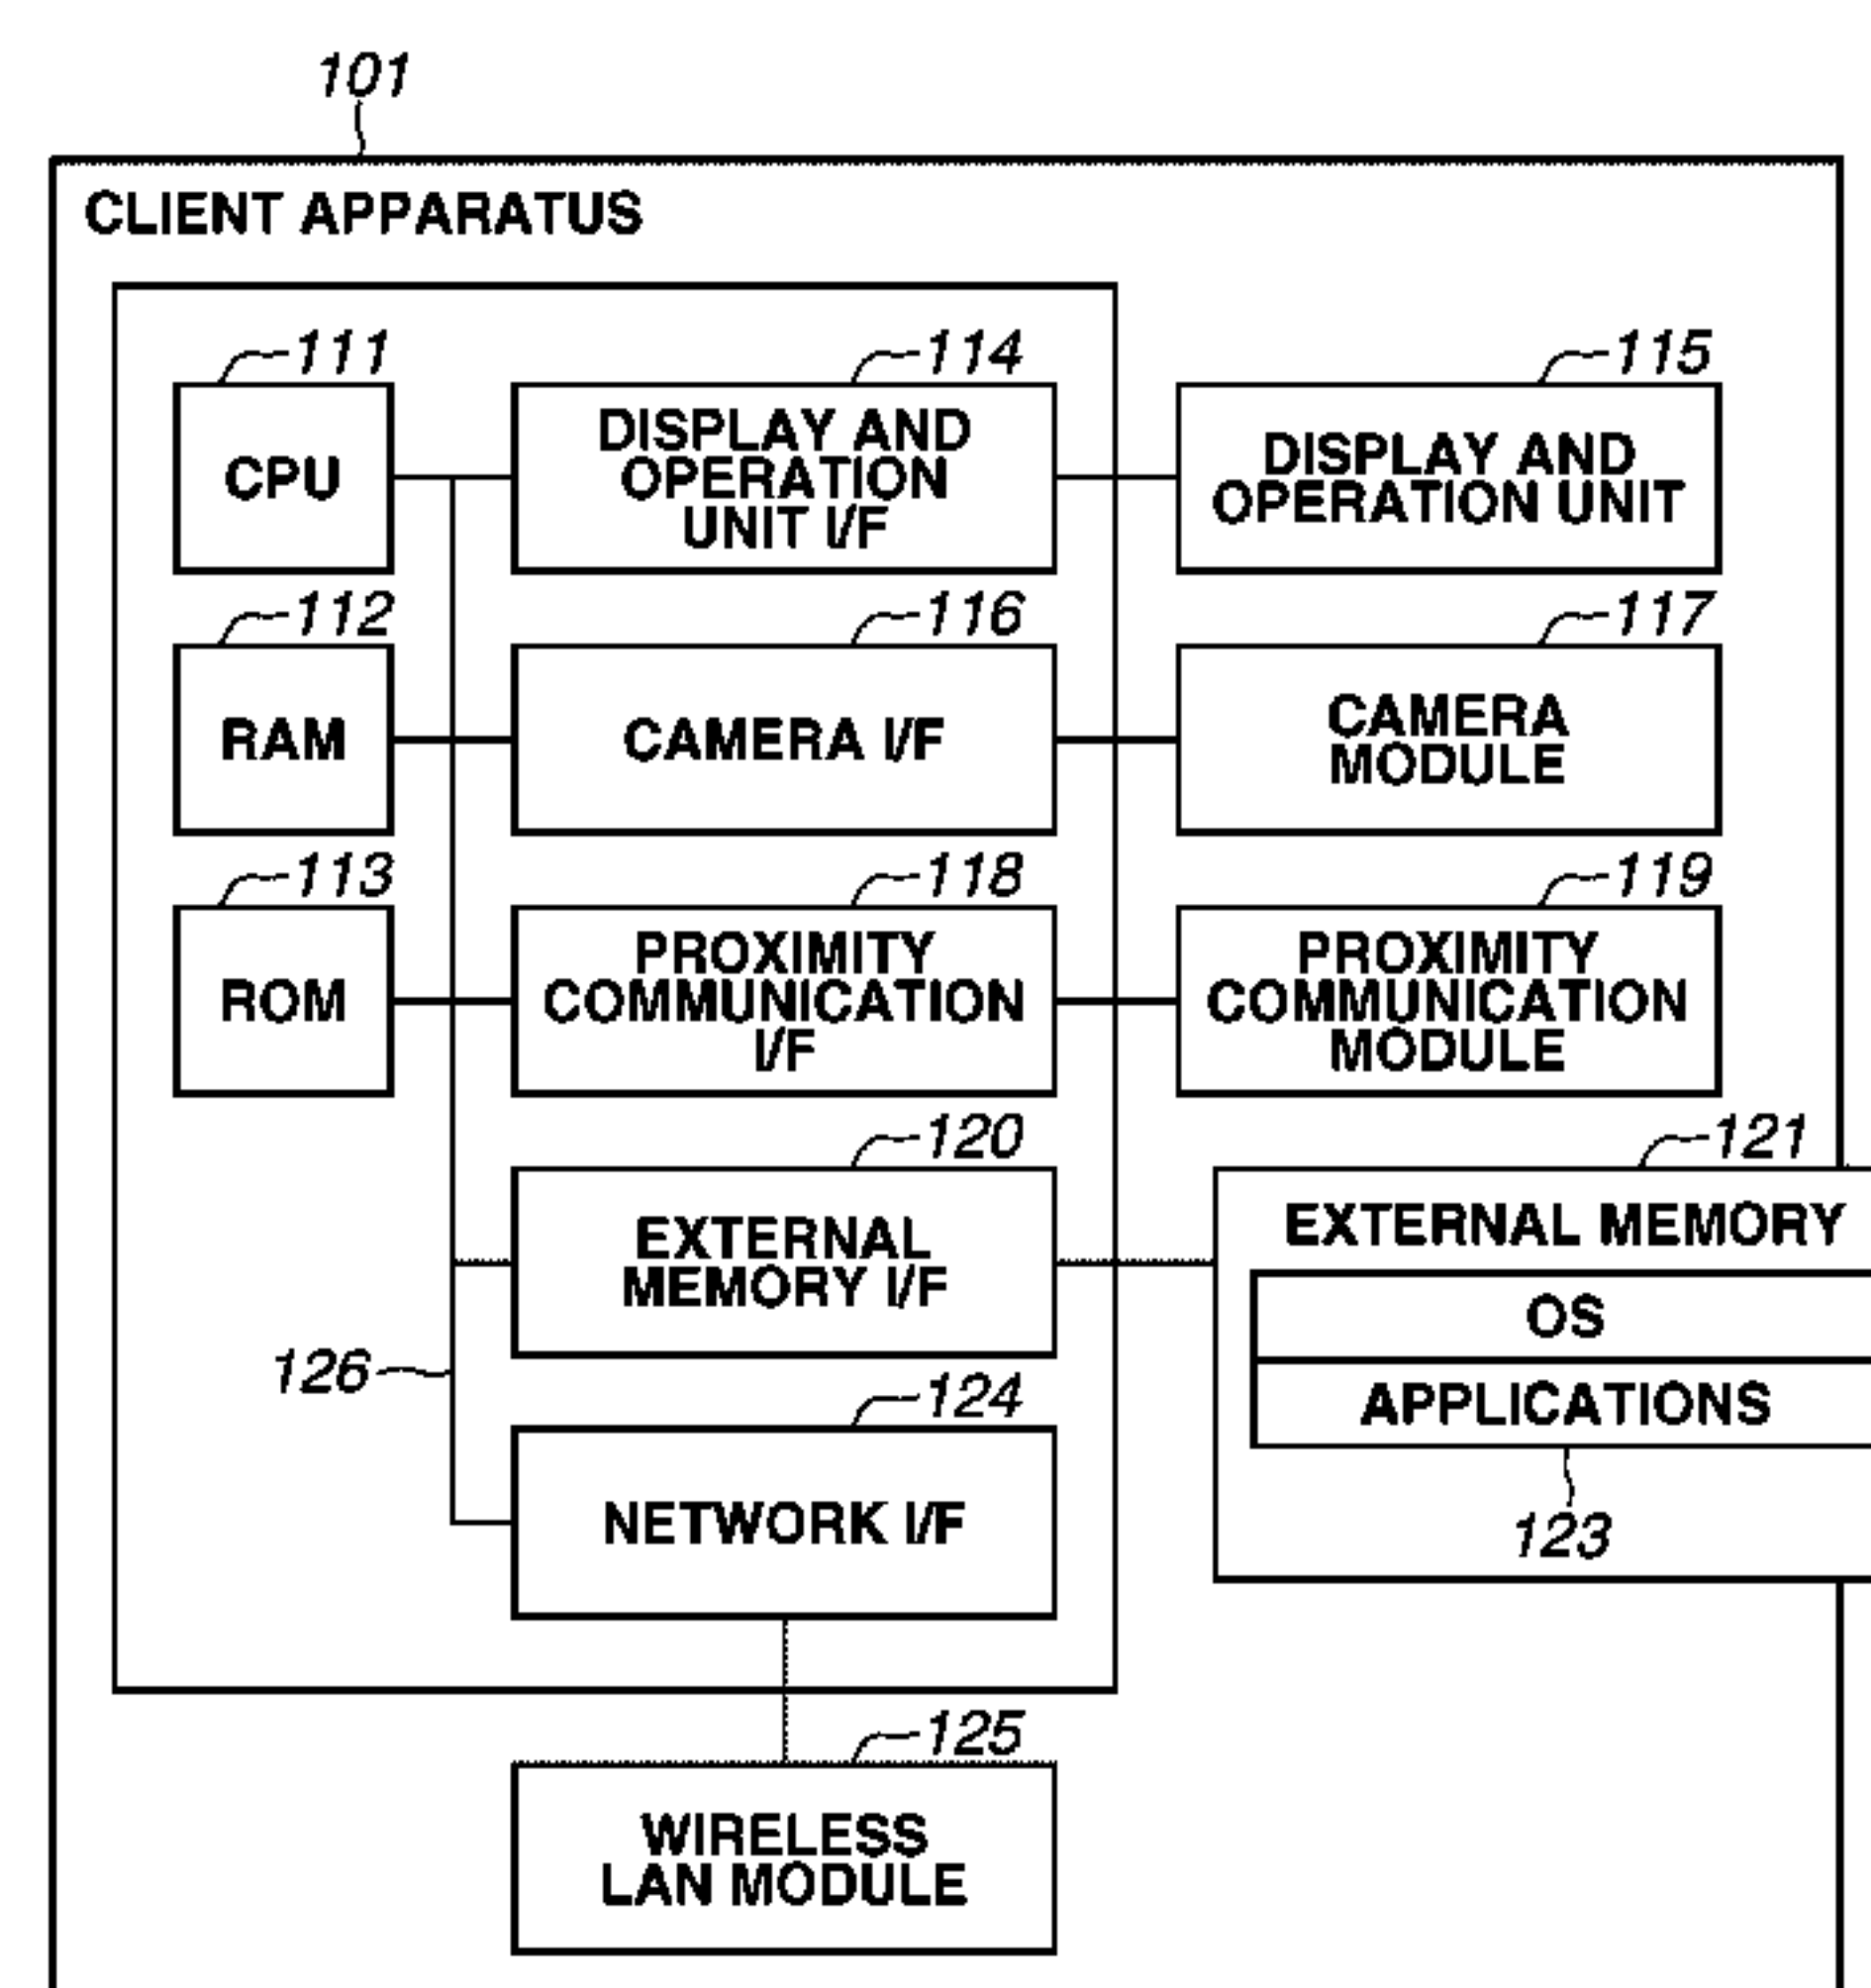 101
CLIENT APPARATUS
111
114
115
CPU
DISPLAY AND
OPERATION
UNIT I/F
DISPLAY AND
OPERATION UNIT
112
116
117
RAM
CAMERA I/F
CAMERA
MODULE
113
118
119
ROM
PROXIMITY
COMMUNICATION
I/F
PROXIMITY
COMMUNICATION
MODULE
120
121
EXTERNAL
MEMORY I/F
EXTERNAL MEMORY
OS
APPLICATIONS
123
126
124
NETWORK I/F
125
WIRELESS
LAN MODULE